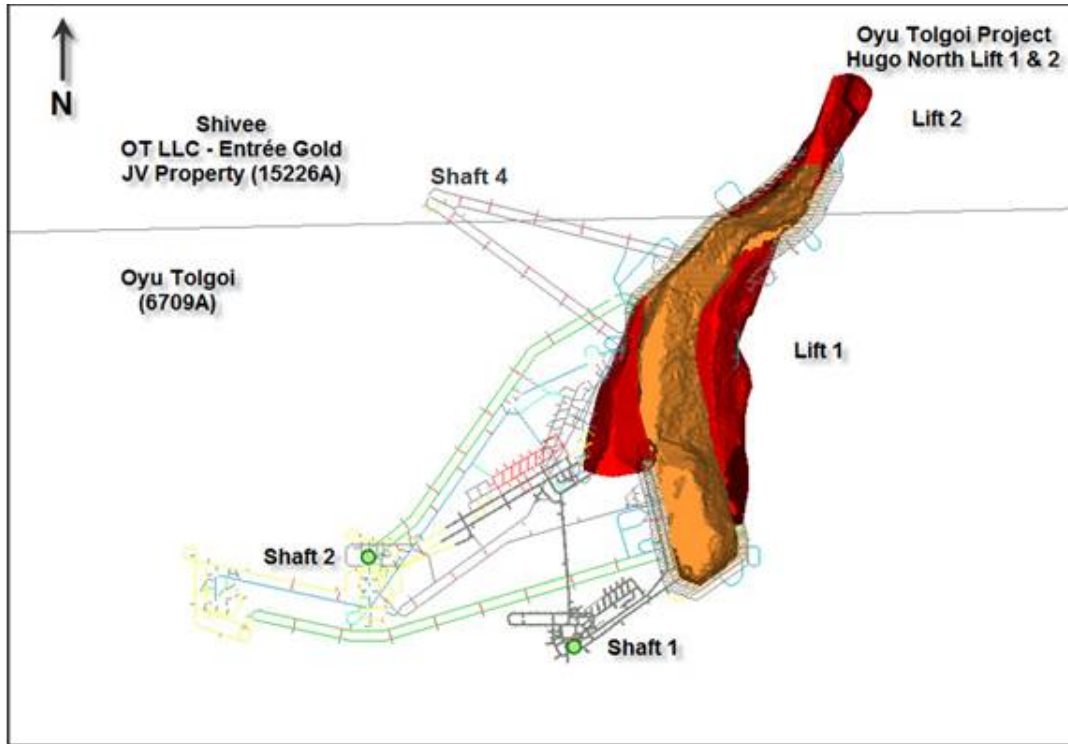 Oyu Tolgoi Project
Hugo North Lift 1 & 2
N
Shivee
OT LLC - Entrée Gold
JV Property (15226A)
Lift 2
Shaft 4
Oyu Tolgoi
(6709A)
Lift 1
Shaft 2
Shaft 1